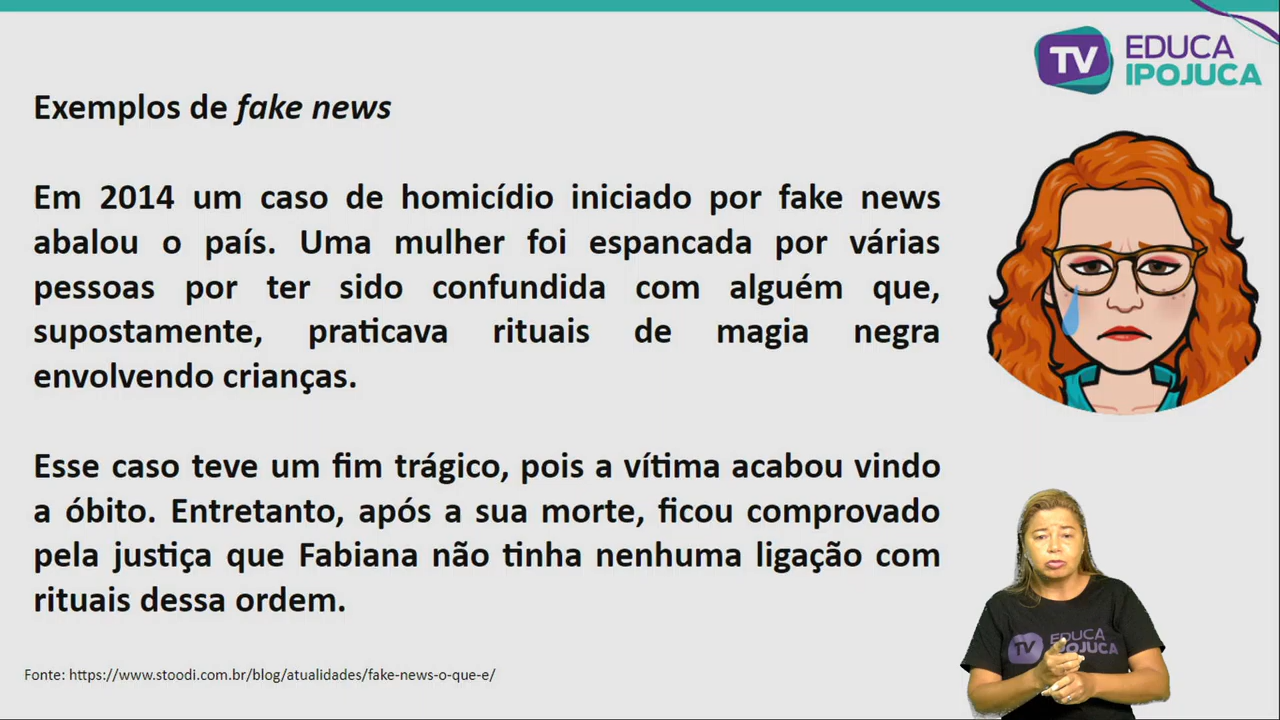 TV EDUCA
IPOJUCA
Exemplos de fake news
Em 2014 um caso de homicídio iniciado por fake news
abalou o país. Uma mulher foi espancada por várias
pessoas por ter sido confundida com alguém que,
supostamente, praticava rituais de magia negra
envolvendo crianças.
Esse caso teve um fim trágico, pois a vítima acabou vindo
a óbito. Entretanto, após a sua morte, ficou comprovado
pela justiça que Fabiana não tinha nenhuma ligação com
rituais dessa ordem.
TV EDUCA
IPOJUCA
Fonte: https://www.stoodi.com.br/blog/atualidades/fake-news-o-que-e/